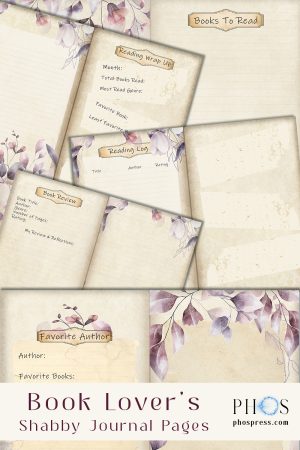 Books To Read
Reading Wrap Up
Month:
Total Books Read:
Most Read Genre:
Favorite Book:
Least Favorite
Reading Log
Title
Author
Rating
Book Review
Book Title:
Author:
Genre:
Number of Pages:
Rating:
My Review & Reflections:
Favorite Author
Author:
Favorite Books:
Book Lover's
Shabby Journal Pages
PHOS
phospress.com